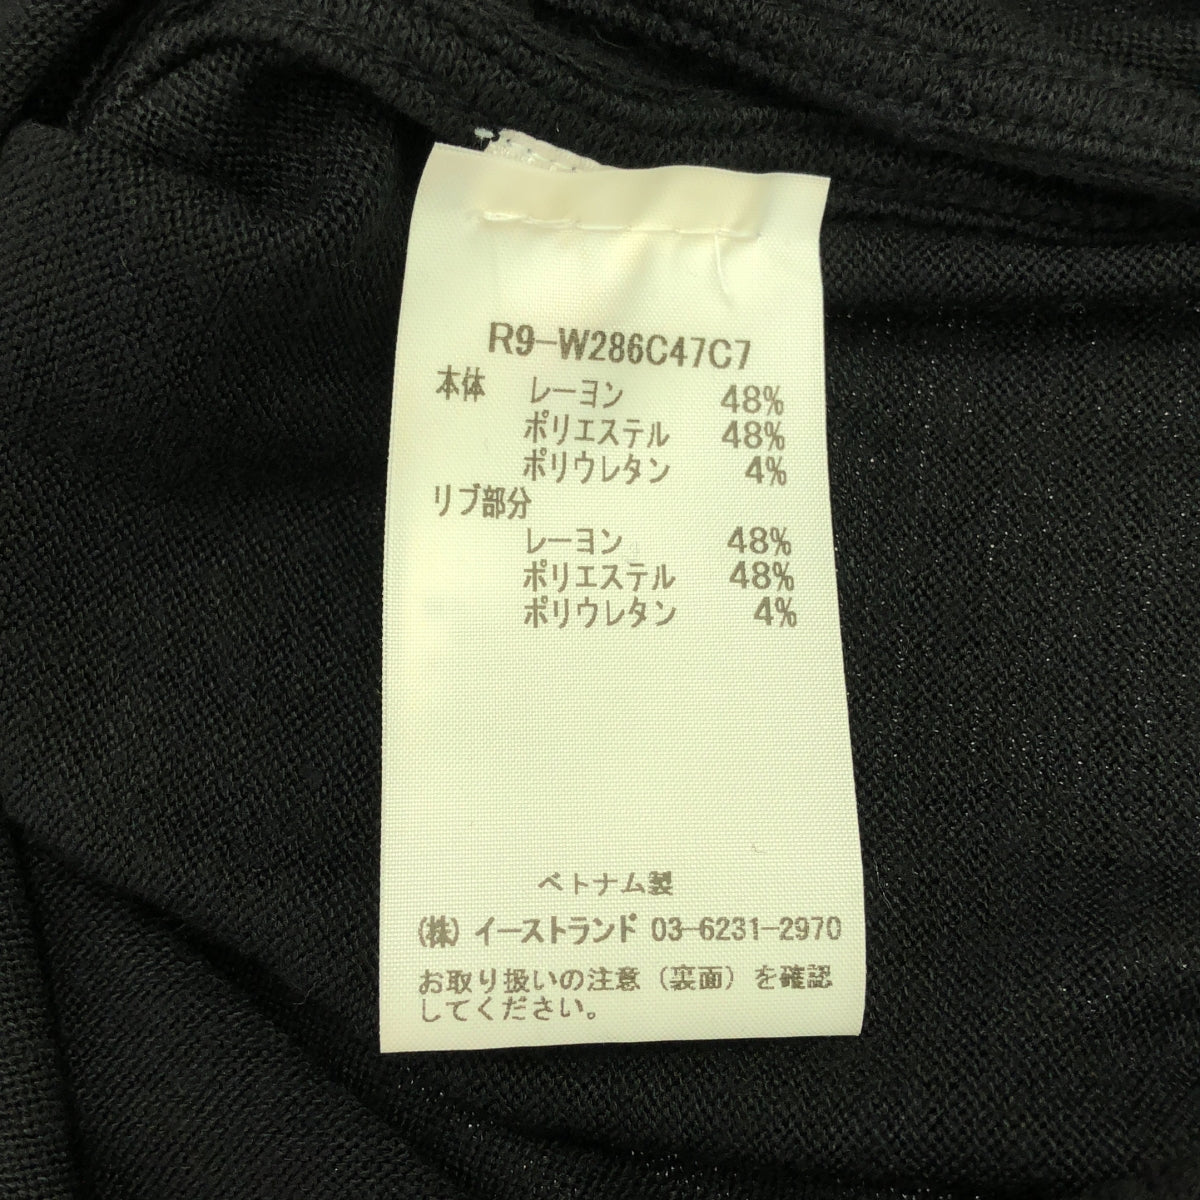 R9-W286C47C7
本体 レーヨン 48%
ポリエステル 48%
ポリウレタン 4%
リブ部分
レーヨン 48%
ポリエステル 48%
ポリウレタン 4%
ベトナム製
(株) イーストランド 03-6231-2970
お取り扱いの注意（裏面）を確認
してください。